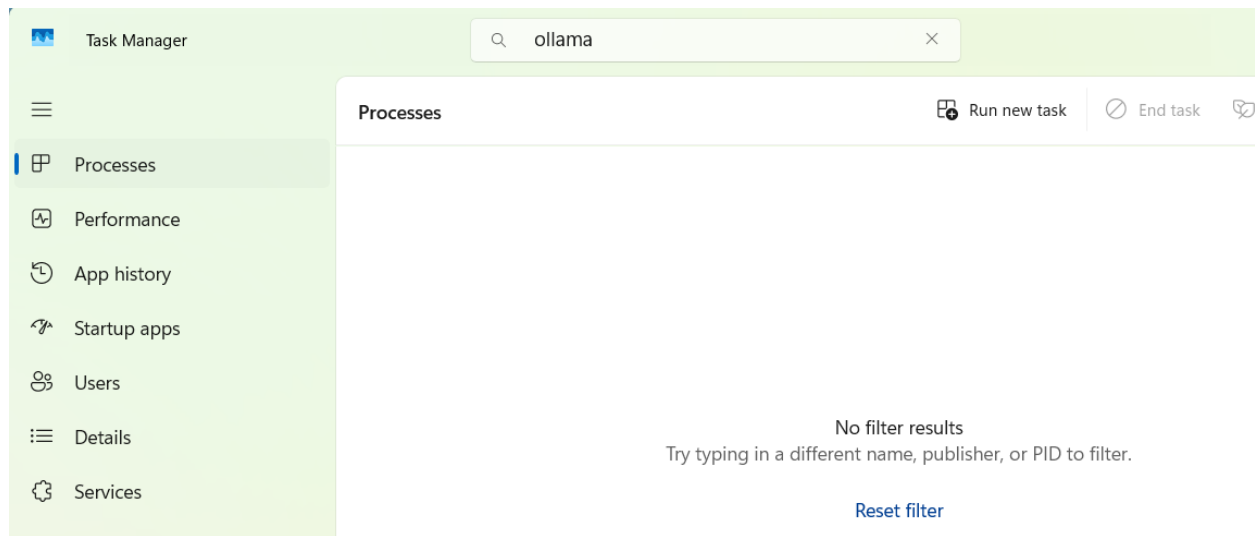 Task Manager
ollama
Processes
Run new task
End task
Processes
Performance
App history
Startup apps
Users
Details
Services
No filter results
Try typing in a different name, publisher, or PID to filter.
Reset filter